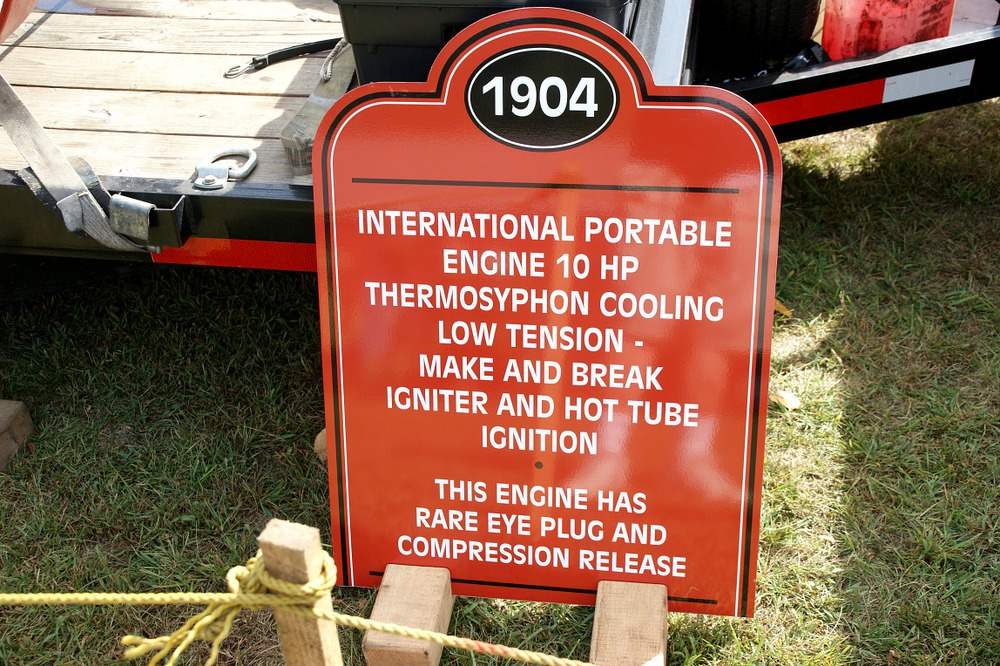 1904
INTERNATIONAL PORTABLE
ENGINE 10 HP
THERMOSYPHON COOLING
LOW TENSION -
MAKE AND BREAK
IGNITER AND HOT TUBE
IGNITION
THIS ENGINE HAS
RARE EYE PLUG AND
COMPRESSION RELEASE